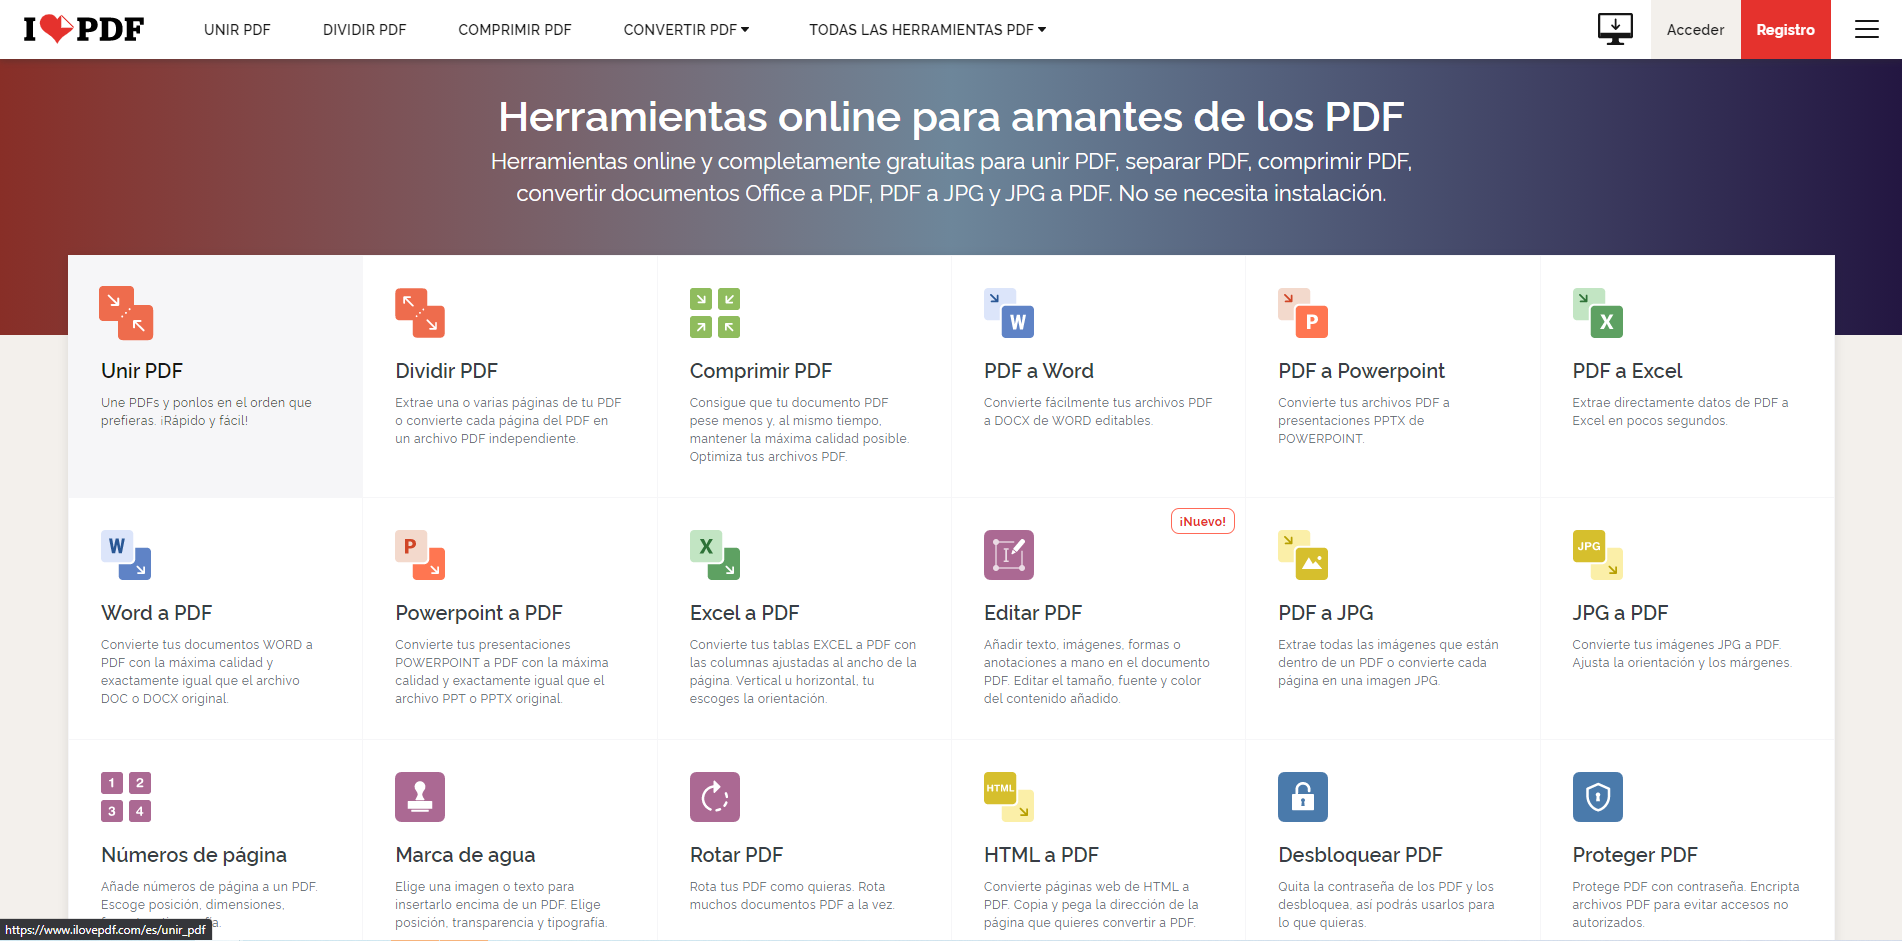 I PDF
UNIR PDF
DIVIDIR PDF
COMPRIMIR PDF
CONVERTIR PDF
TODAS LAS HERRAMIENTAS PDF
Acceder
Registro
Herramientas online para amantes de los PDF
Herramientas online y completamente gratuitas para unir PDF, separar PDF, comprimir PDF,
convertir documentos Office a PDF, PDF a JPG y JPG a PDF. No se necesita instalación.
Unir PDF
Une PDFs y ponlos en el orden que
prefieras. ¡Rápido y fácil!
Dividir PDF
Extrae una o varias páginas de tu PDF
o convierte cada página del PDF en
un archivo PDF independiente.
Comprimir PDF
Consigue que tu documento PDF
pese menos y, al mismo tiempo,
mantener la máxima calidad posible.
Optimiza tus archivos PDF.
W
PDF a Word
Convierte fácilmente tus archivos PDF
a DOCX de WORD editables.
P
PDF a Powerpoint
Convierte tus archivos PDF a
presentaciones PPTX de
POWERPOINT.
X
PDF a Excel
Extrae directamente datos de PDF a
Excel en pocos segundos.
W
Word a PDF
Convierte tus documentos WORD a
PDF con la máxima calidad y
exactamente igual que el archivo
DOC o DOCX original.
P
Powerpoint a PDF
Convierte tus presentaciones
POWERPOINT a PDF con la máxima
calidad y exactamente igual que el
archivo PPT o PPTX original.
X
Excel a PDF
Convierte tus tablas EXCEL a PDF con
las columnas ajustadas al ancho de la
página. Vertical u horizontal, tu
escoges la orientación.
¡Nuevo!
I
Editar PDF
Añadir texto, imágenes, formas o
anotaciones a mano en el documento
PDF. Editar el tamaño, fuente y color
del contenido añadido.
PDF a JPG
Extrae todas las imágenes que están
dentro de un PDF o convierte cada
página en una imagen JPG.
JPG
JPG a PDF
Convierte tus imágenes JPG a PDF.
Ajusta la orientación y los márgenes.
1 2
3 4
Números de página
Añade números de página a un PDF.
Escoge posición, dimensiones,
Marca de agua
Elige una imagen o texto para
insertarlo encima de un PDF. Elige
posición, transparencia y tipografía.
Rotar PDF
Rota tus PDF como quieras. Rota
muchos documentos PDF a la vez.
HTML
HTML a PDF
Convierte páginas web de HTML a
PDF. Copia y pega la dirección de la
página que quieres convertir a PDF.
Desbloquear PDF
Quita la contraseña de los PDF y los
desbloquea, así podrás usarlos para
lo que quieras.
Proteger PDF
Protege PDF con contraseña. Encripta
archivos PDF para evitar accesos no
autorizados.
https://www.ilovepdf.com/es/unir_pdf